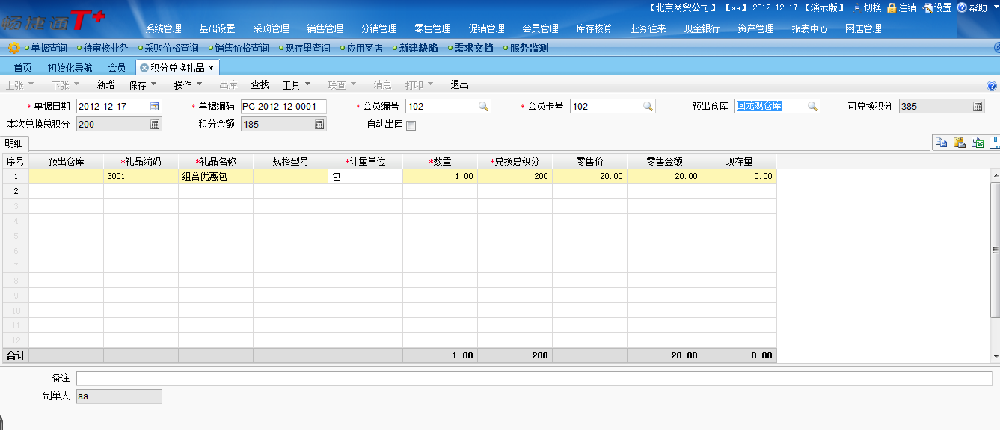 【北京商贸公司】 【aa】 2012-12-17 【演示版】 切换 注销 设置 帮助
畅捷通T+
系统管理 基础设置 采购管理 销售管理 分销管理 零售管理 促销管理 会员管理 库存核算 业务往来 现金银行 资产管理 报表中心 网店管理
单据查询 待审核业务 采购价格查询 销售价格查询 现存量查询 应用商店 新建缺陷 需求文档 服务监测
首页 初始化导航 会员 积分兑换礼品 *
上张 下张 新增 保存 操作 出库 查找 工具 联查 消息 打印 退出
* 单据日期 2012-12-17 * 单据编码 PG-2012-12-0001 * 会员编号 102 * 会员卡号 102 预出仓库 回龙观仓库 可兑换积分 385
本次兑换总积分 200 积分余额 185 自动出库
明细
序号 预出仓库 *礼品编码 *礼品名称 规格型号 *计量单位 *数量 *兑换总积分 零售价 零售金额 现存量
1 3001 组合优惠包 包 1.00 200 20.00 20.00 0.00
2
3
4
5
6
7
8
9
10
11
12
合计 1.00 200 20.00 0.00
备注
制单人 aa